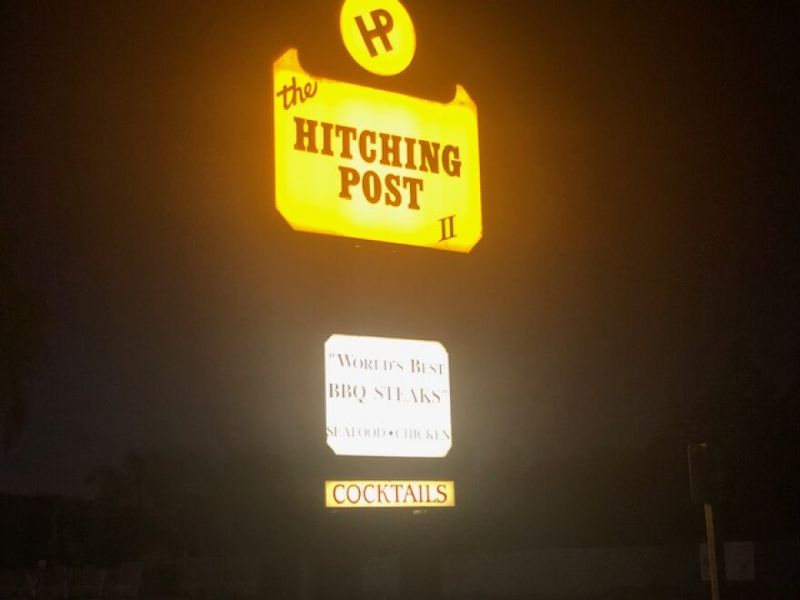 HP
the
HITCHING
POST
II
"WORLD'S BEST
BBQ STEAKS"
SEAFOOD • CHICKEN
COCKTAILS